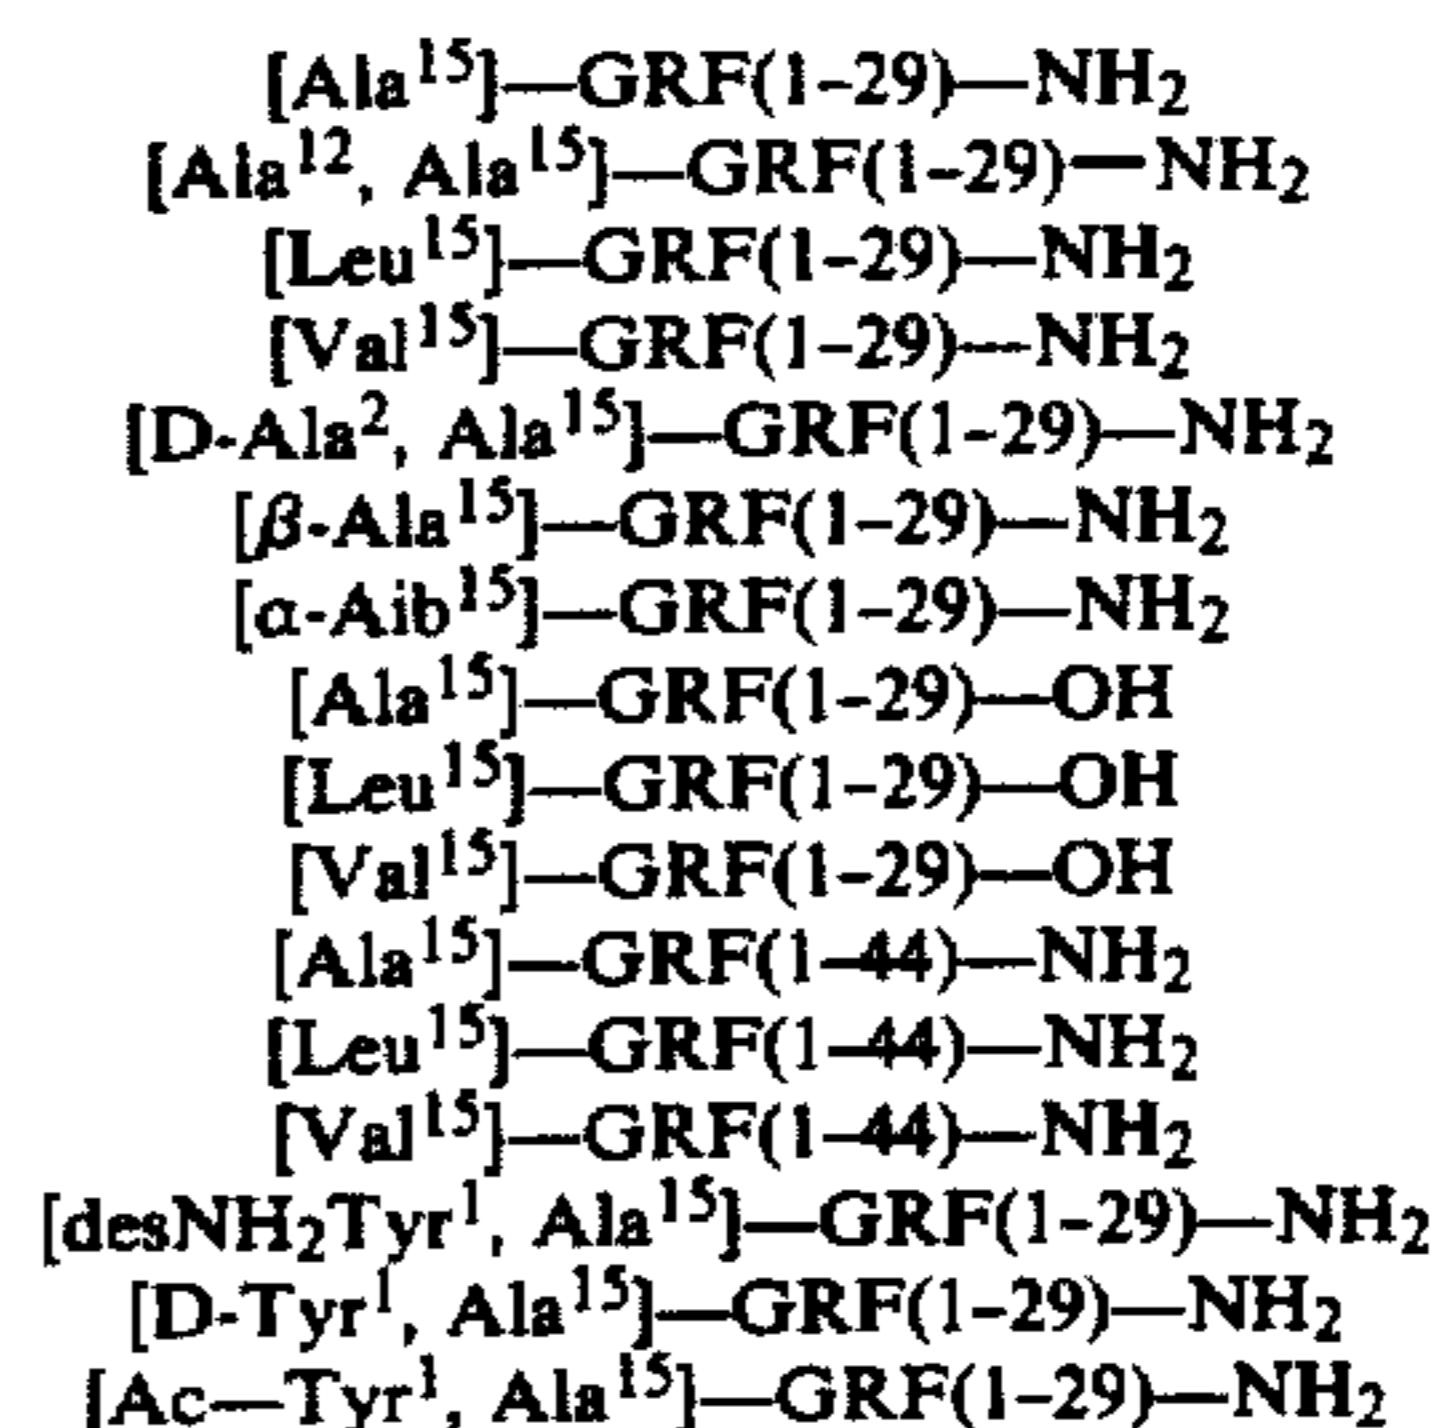 [Ala¹⁵]—GRF(1–29)—NH₂
[Ala¹², Ala¹⁵]—GRF(1–29)—NH₂
[Leu¹⁵]—GRF(1–29)—NH₂
[Val¹⁵]—GRF(1–29)—NH₂
[D-Ala², Ala¹⁵]—GRF(1–29)—NH₂
[β-Ala¹⁵]—GRF(1–29)—NH₂
[α-Aib¹⁵]—GRF(1–29)—NH₂
[Ala¹⁵]—GRF(1–29)—OH
[Leu¹⁵]—GRF(1–29)—OH
[Val¹⁵]—GRF(1–29)—OH
[Ala¹⁵]—GRF(1–44)—NH₂
[Leu¹⁵]—GRF(1–44)—NH₂
[Val¹⁵]—GRF(1–44)—NH₂
[desNH₂Tyr¹, Ala¹⁵]—GRF(1–29)—NH₂
[D-Tyr¹, Ala¹⁵]—GRF(1–29)—NH₂
[Ac—Tyr¹, Ala¹⁵]—GRF(1–29)—NH₂